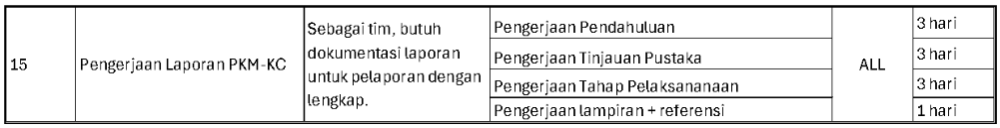 15
Pengerjaan Laporan PKM-KC
Sebagai tim, butuh
dokumentasi laporan
untuk pelaporan dengan
lengkap.
Pengerjaan Pendahuluan
Pengerjaan Tinjauan Pustaka
Pengerjaan Tahap Pelaksananaan
Pengerjaan lampiran + referensi
ALL
3 hari
3 hari
3 hari
1 hari